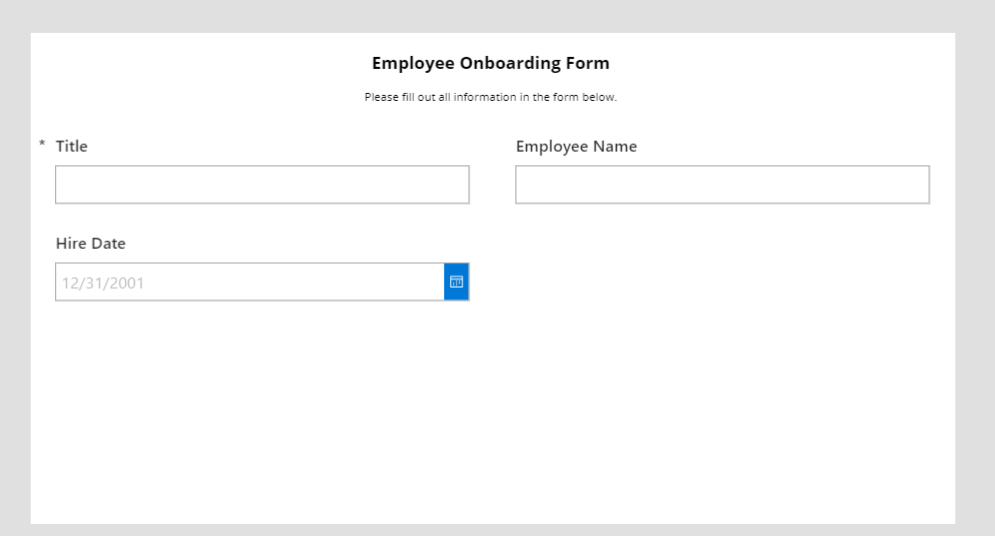 Employee Onboarding Form
Please fill out all information in the form below.
* Title
Employee Name
Hire Date
12/31/2001